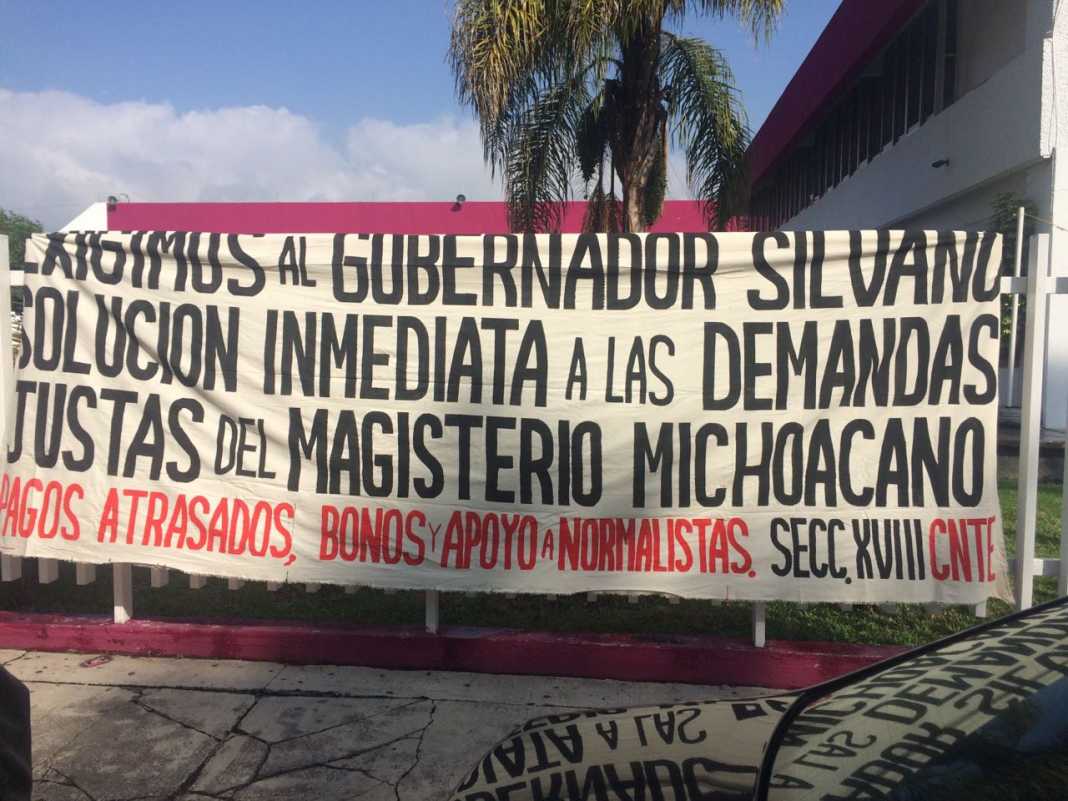 EXIGIMOS AL GOBERNADOR SILVANO
SOLUCION INMEDIATA A LAS DEMANDAS
JUSTAS DEL MAGISTERIO MICHOACANO
PAGOS ATRASADOS, BONOS Y APOYO A NORMALISTAS. SECC. XVIII CNTE